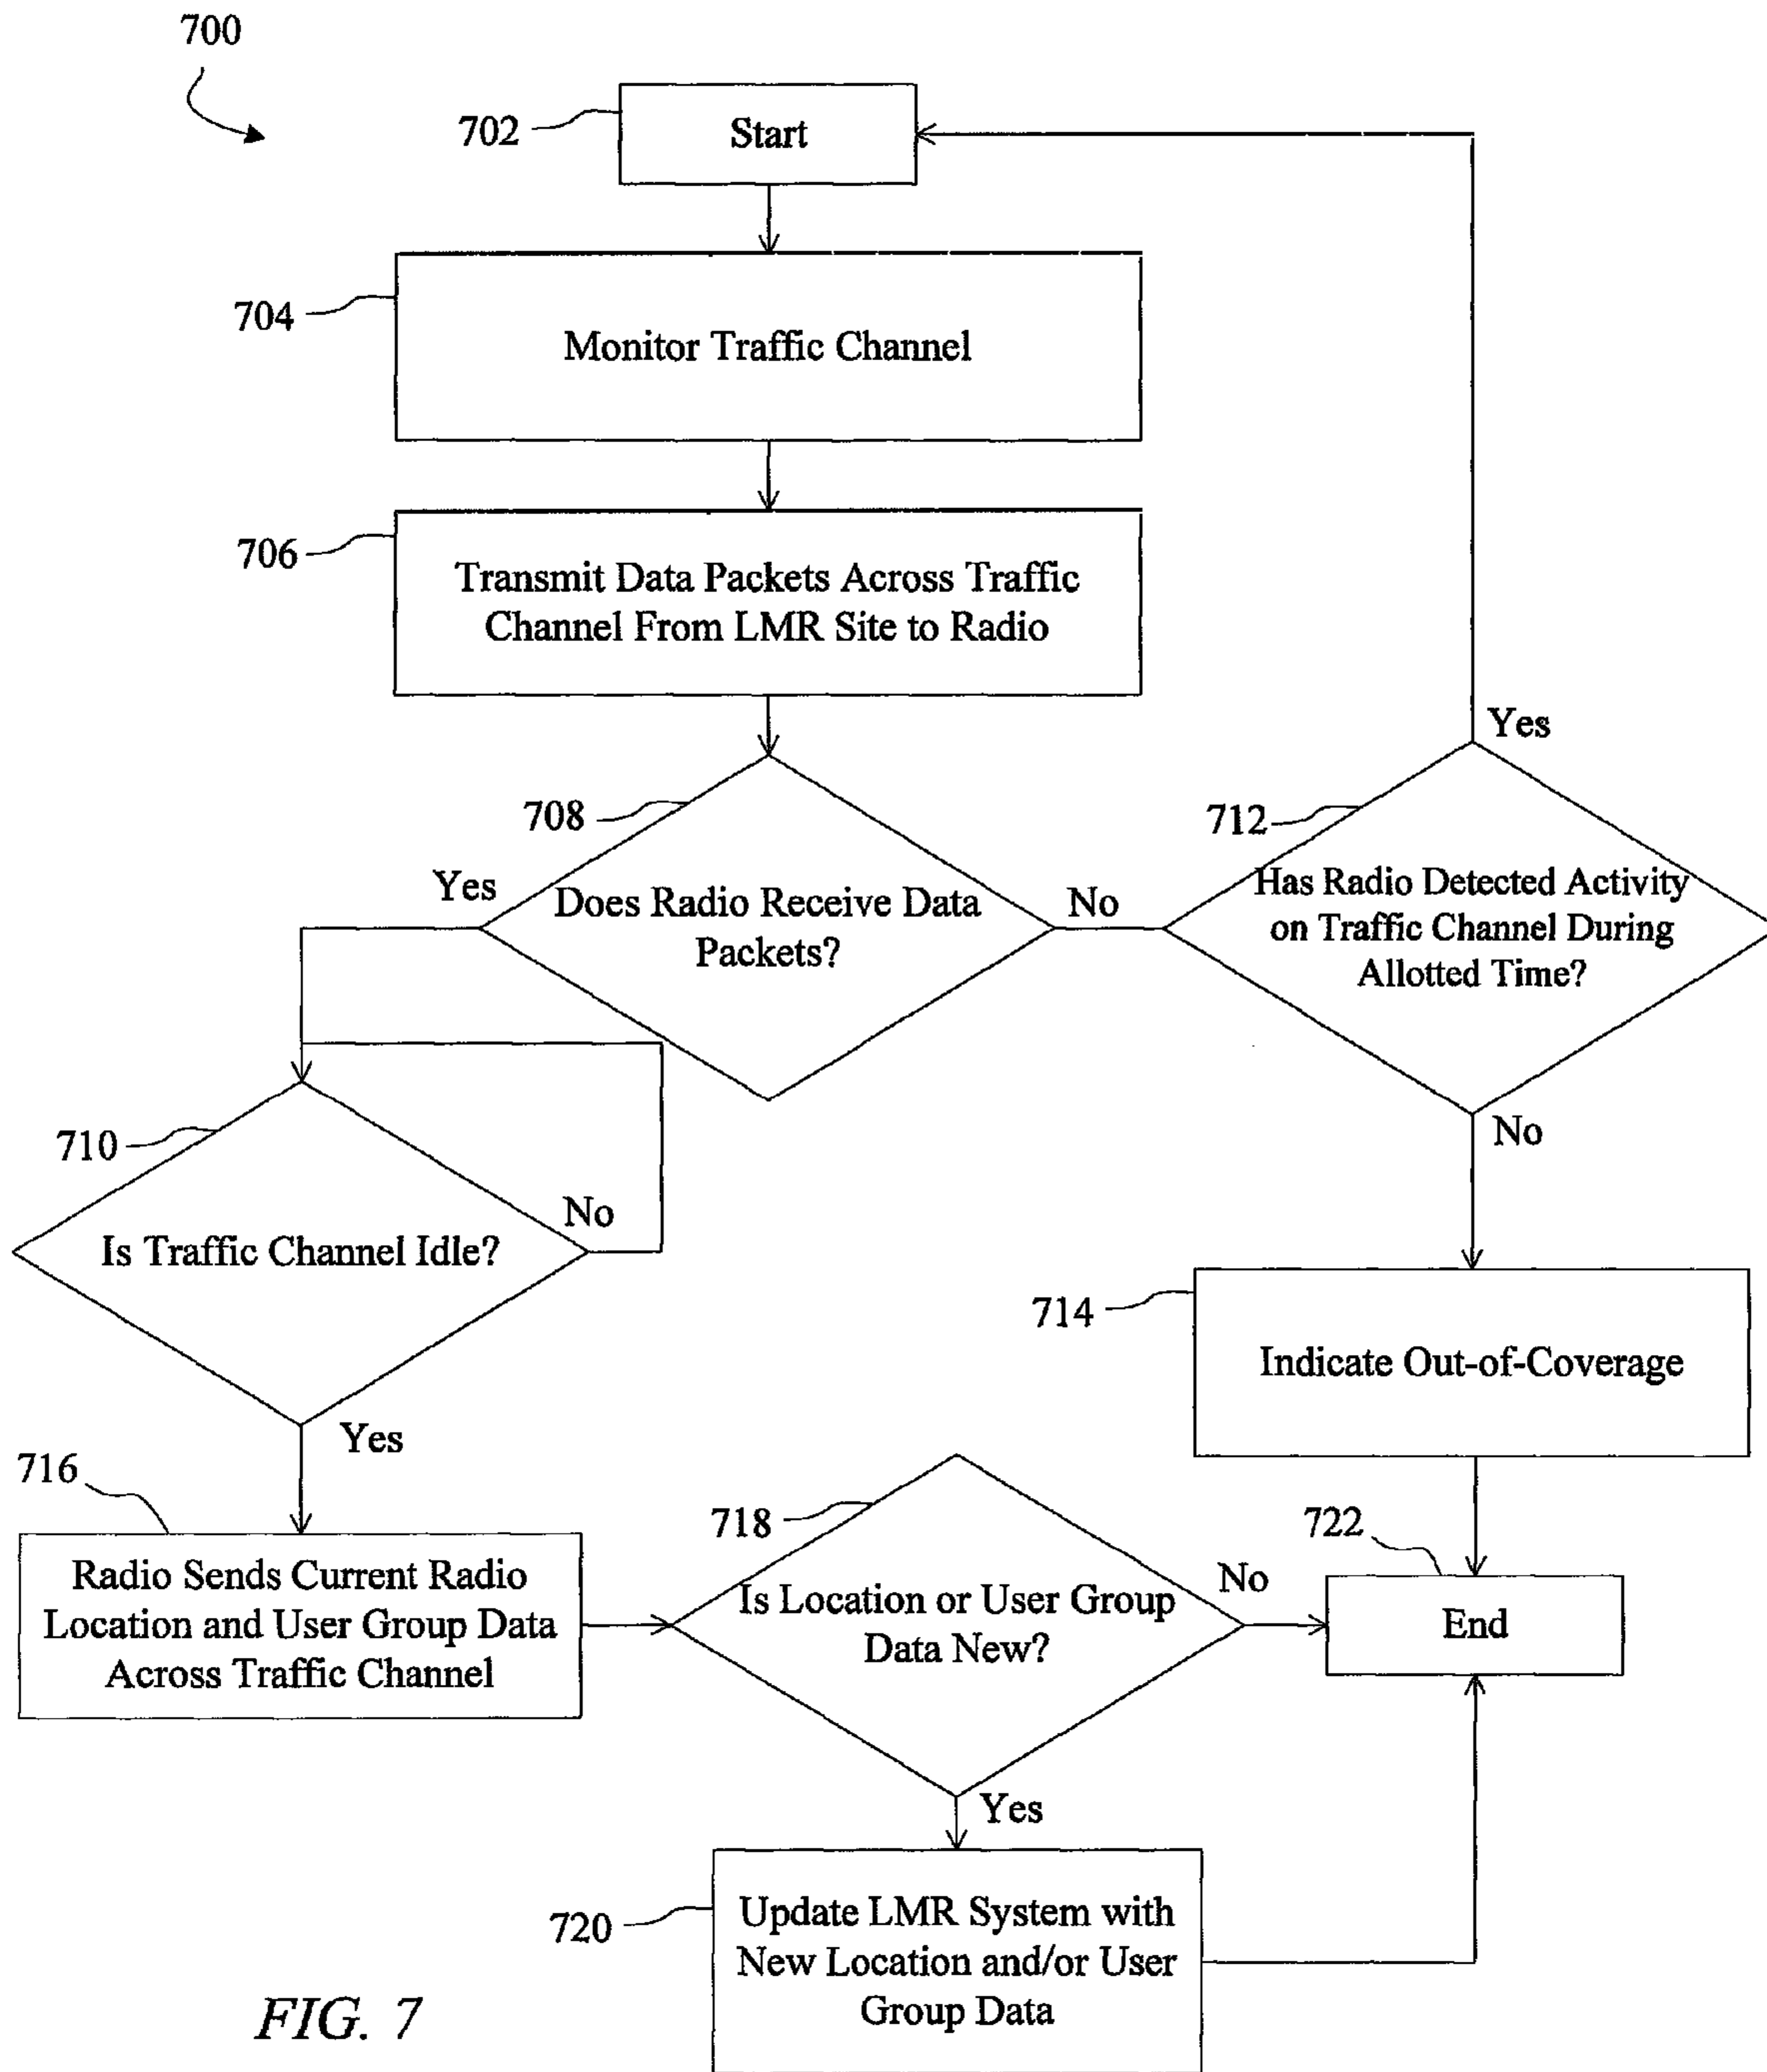 700
702
Start
704
Monitor Traffic Channel
706
Transmit Data Packets Across Traffic
Channel From LMR Site to Radio
708
Yes
Does Radio Receive Data
Packets?
No
712
Yes
Has Radio Detected Activity
on Traffic Channel During
Allotted Time?
No
710
Is Traffic Channel Idle?
No
Yes
714
Indicate Out-of-Coverage
716
Radio Sends Current Radio
Location and User Group Data
Across Traffic Channel
718
Is Location or User Group
Data New?
No
Yes
722
End
720
Update LMR System with
New Location and/or User
Group Data
FIG. 7